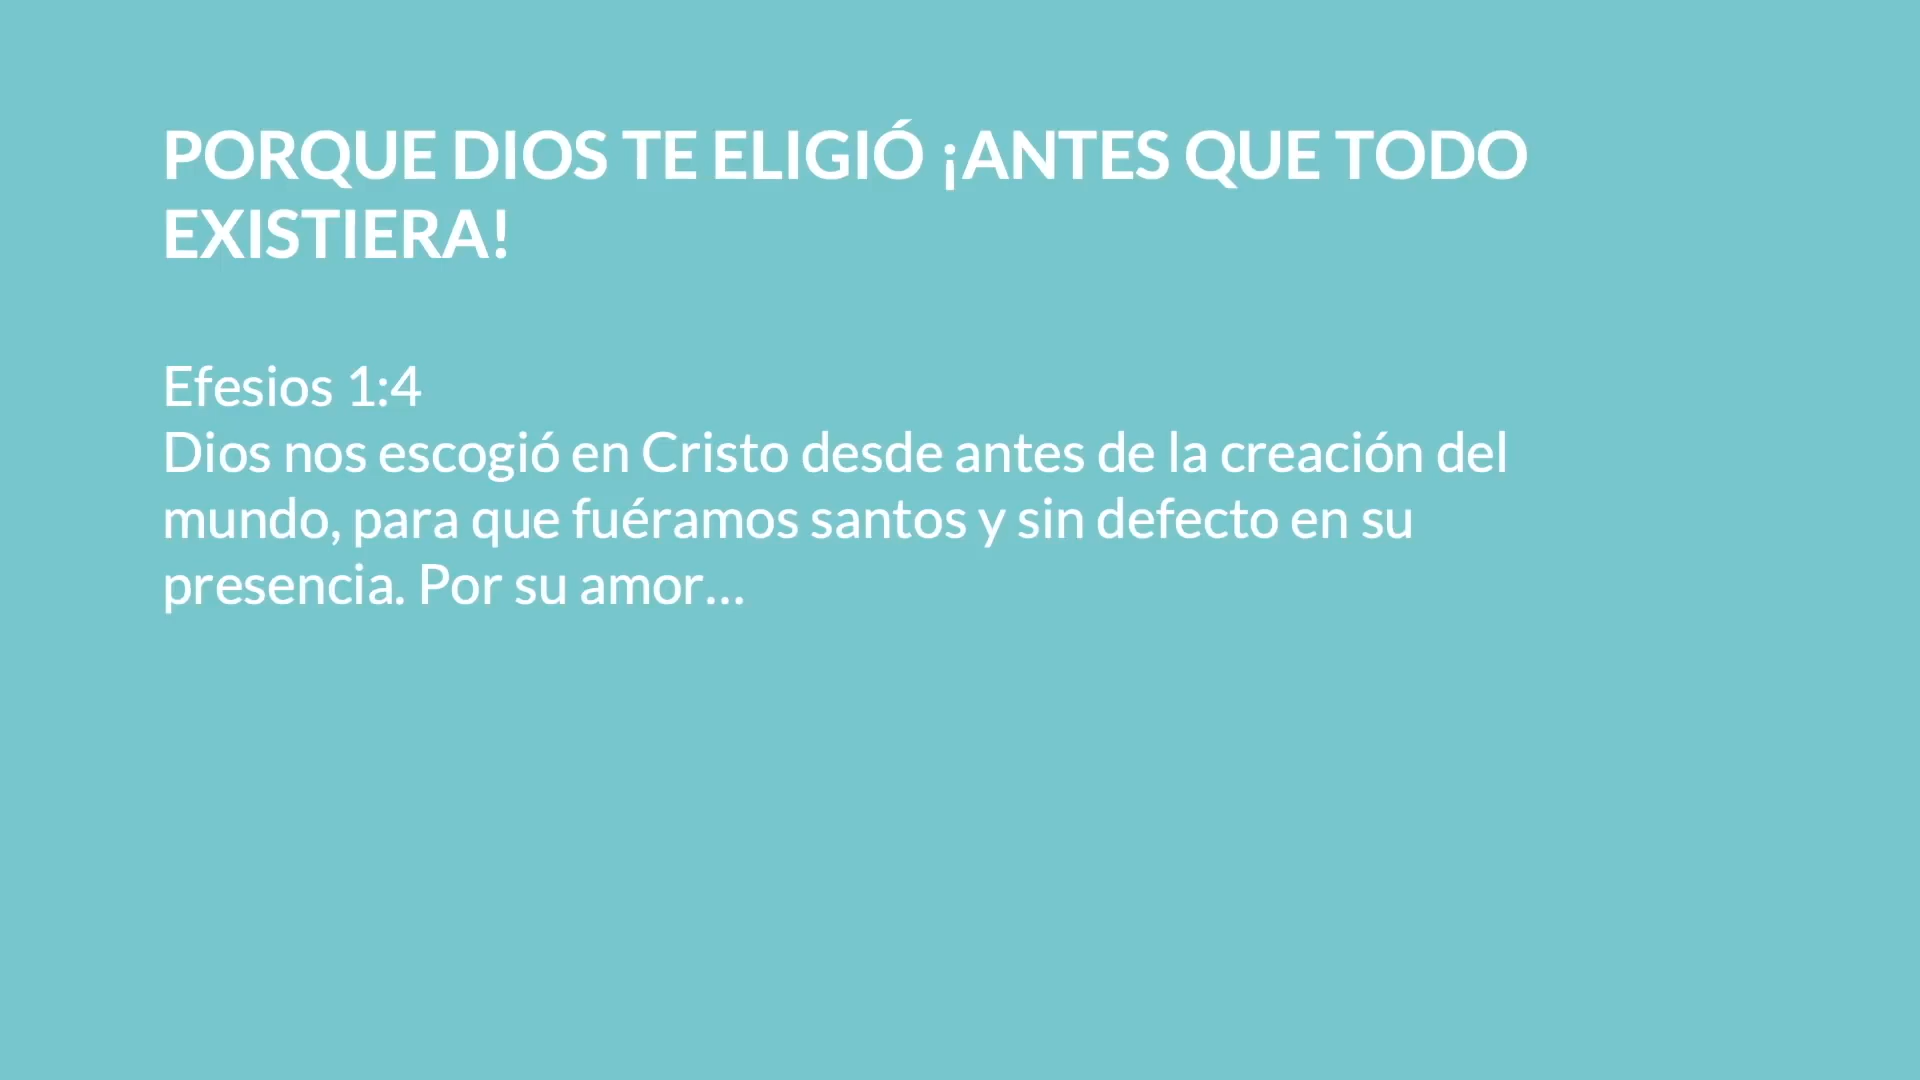 PORQUE DIOS TE ELIGIÓ ¡ANTES QUE TODO
EXISTIERA!
Efesios 1:4
Dios nos escogió en Cristo desde antes de la creación del
mundo, para que fuéramos santos y sin defecto en su
presencia. Por su amor...